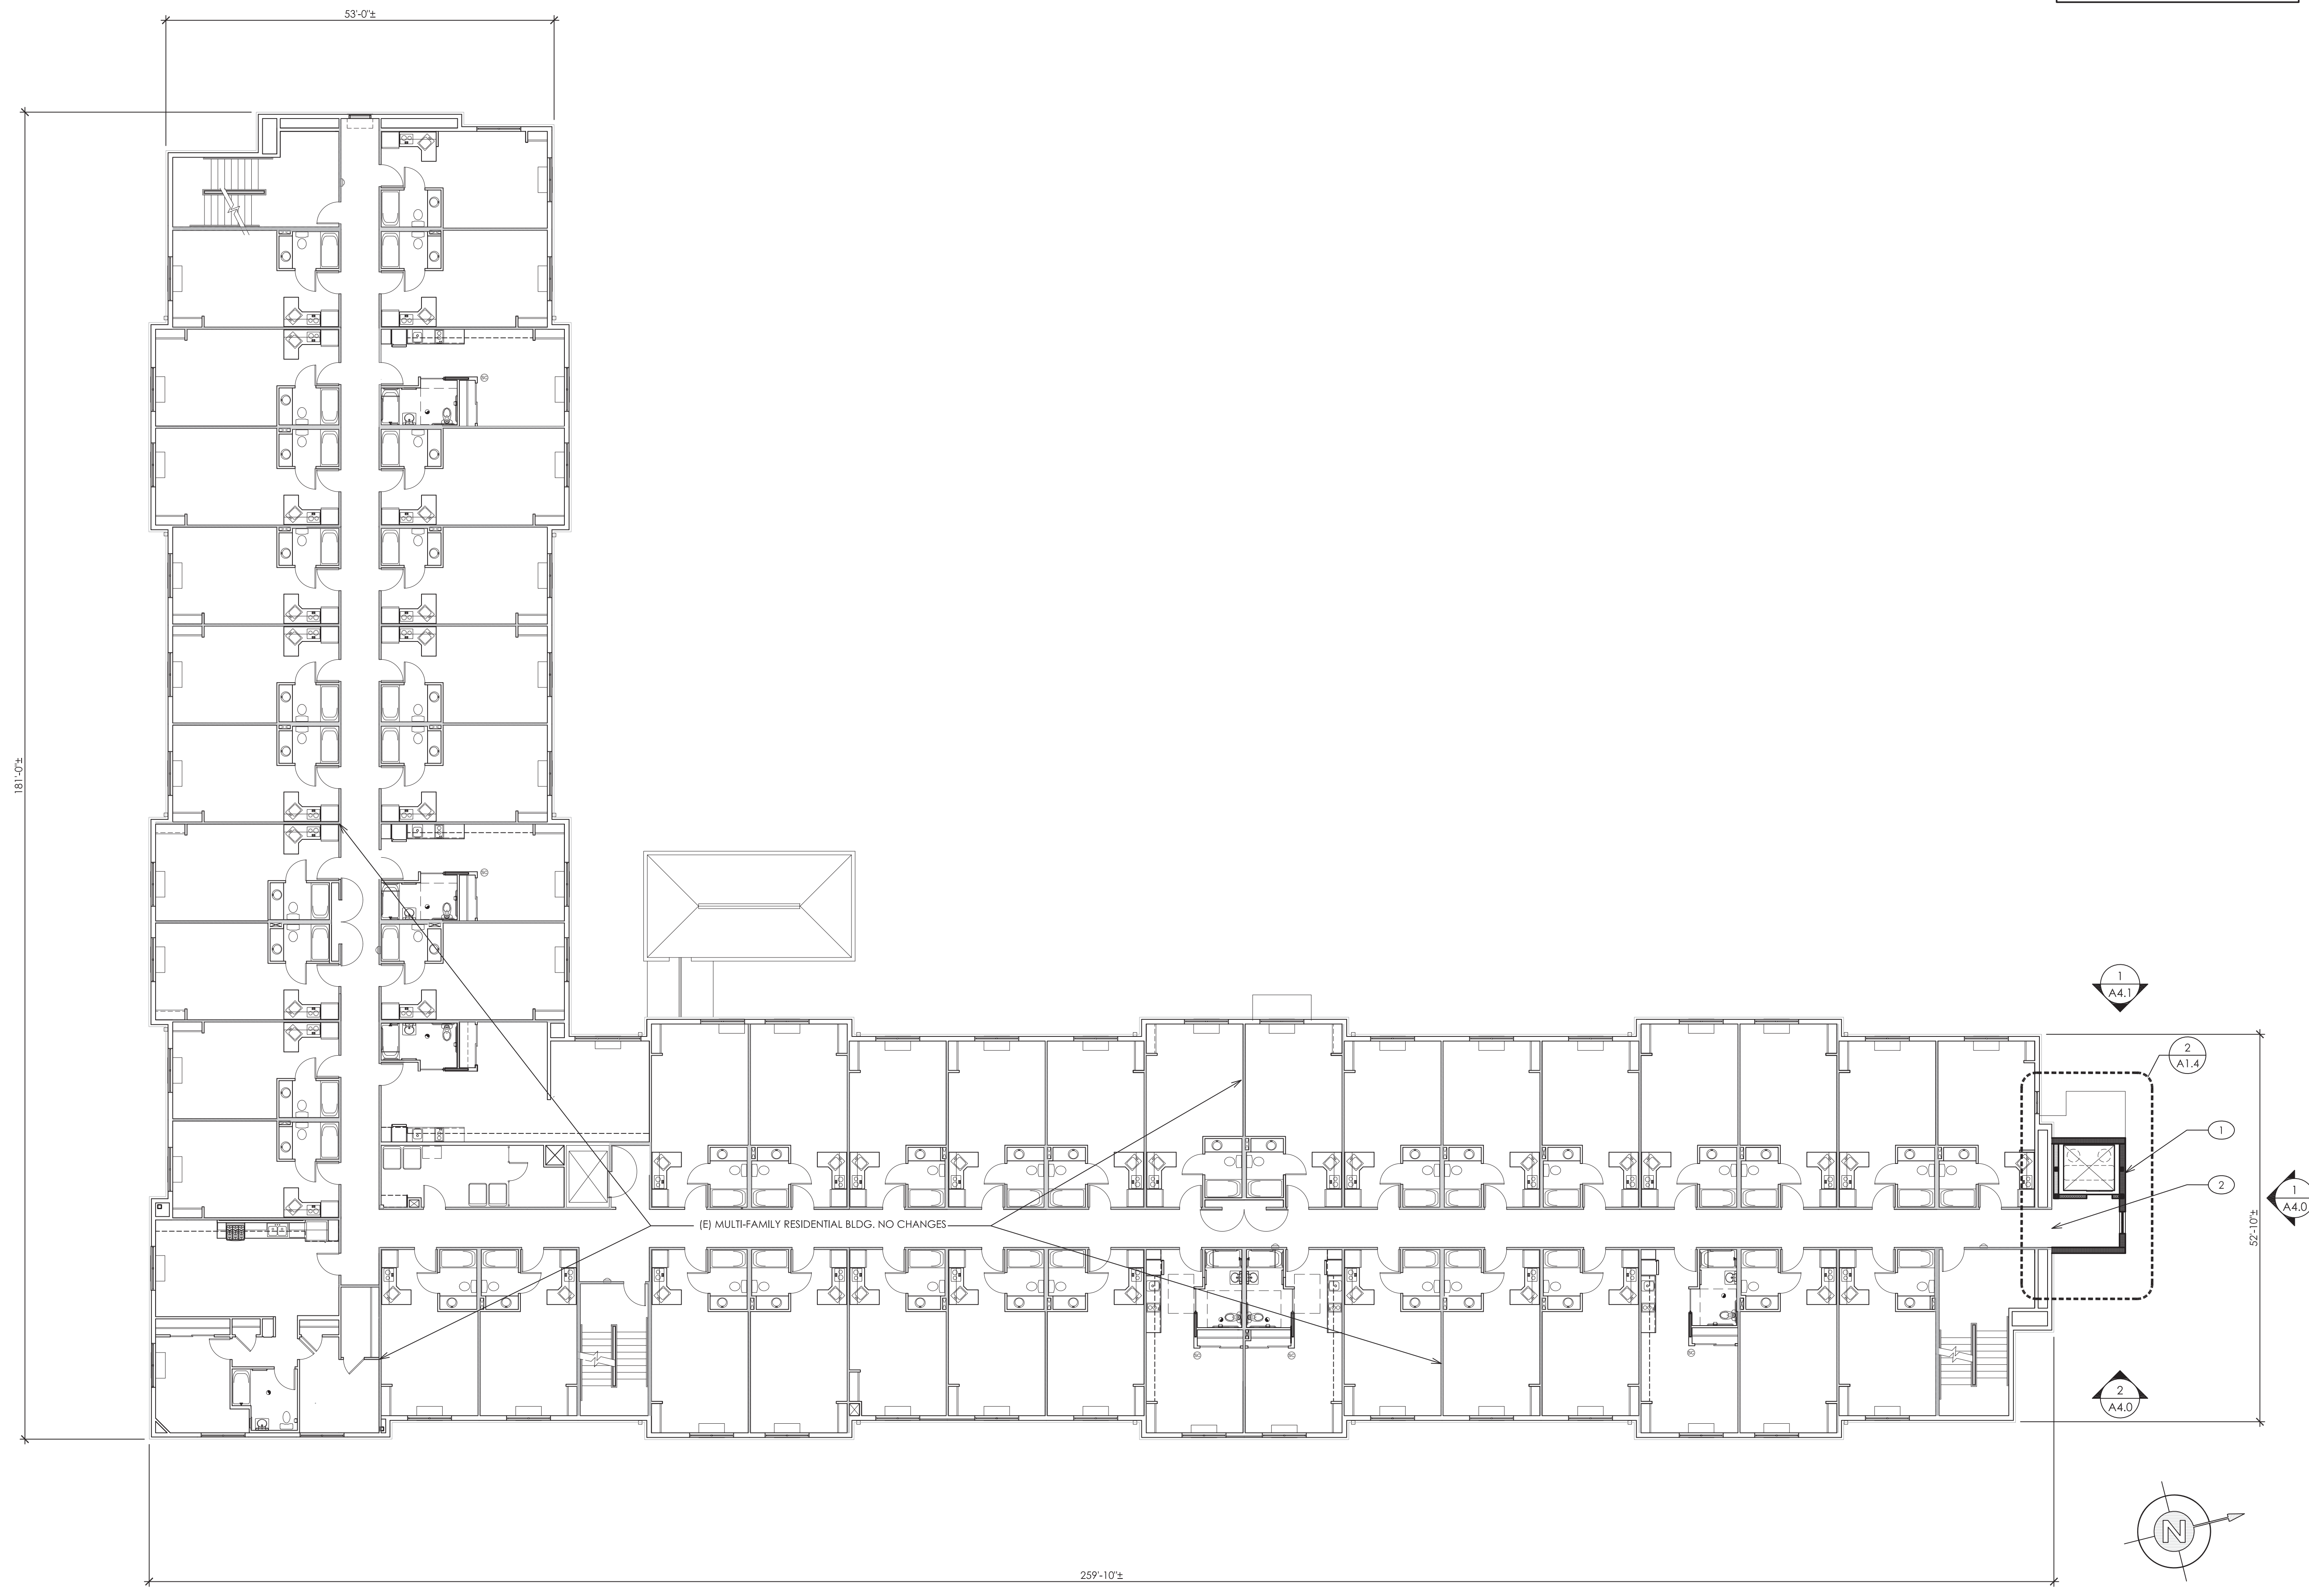 53'-0"±
181'-0"±
1
A4.1
2
A1.4
1
2
1
A4.0
(E) MULTI-FAMILY RESIDENTIAL BLDG. NO CHANGES
52'-10"±
2
A4.0
N
259'-10"±